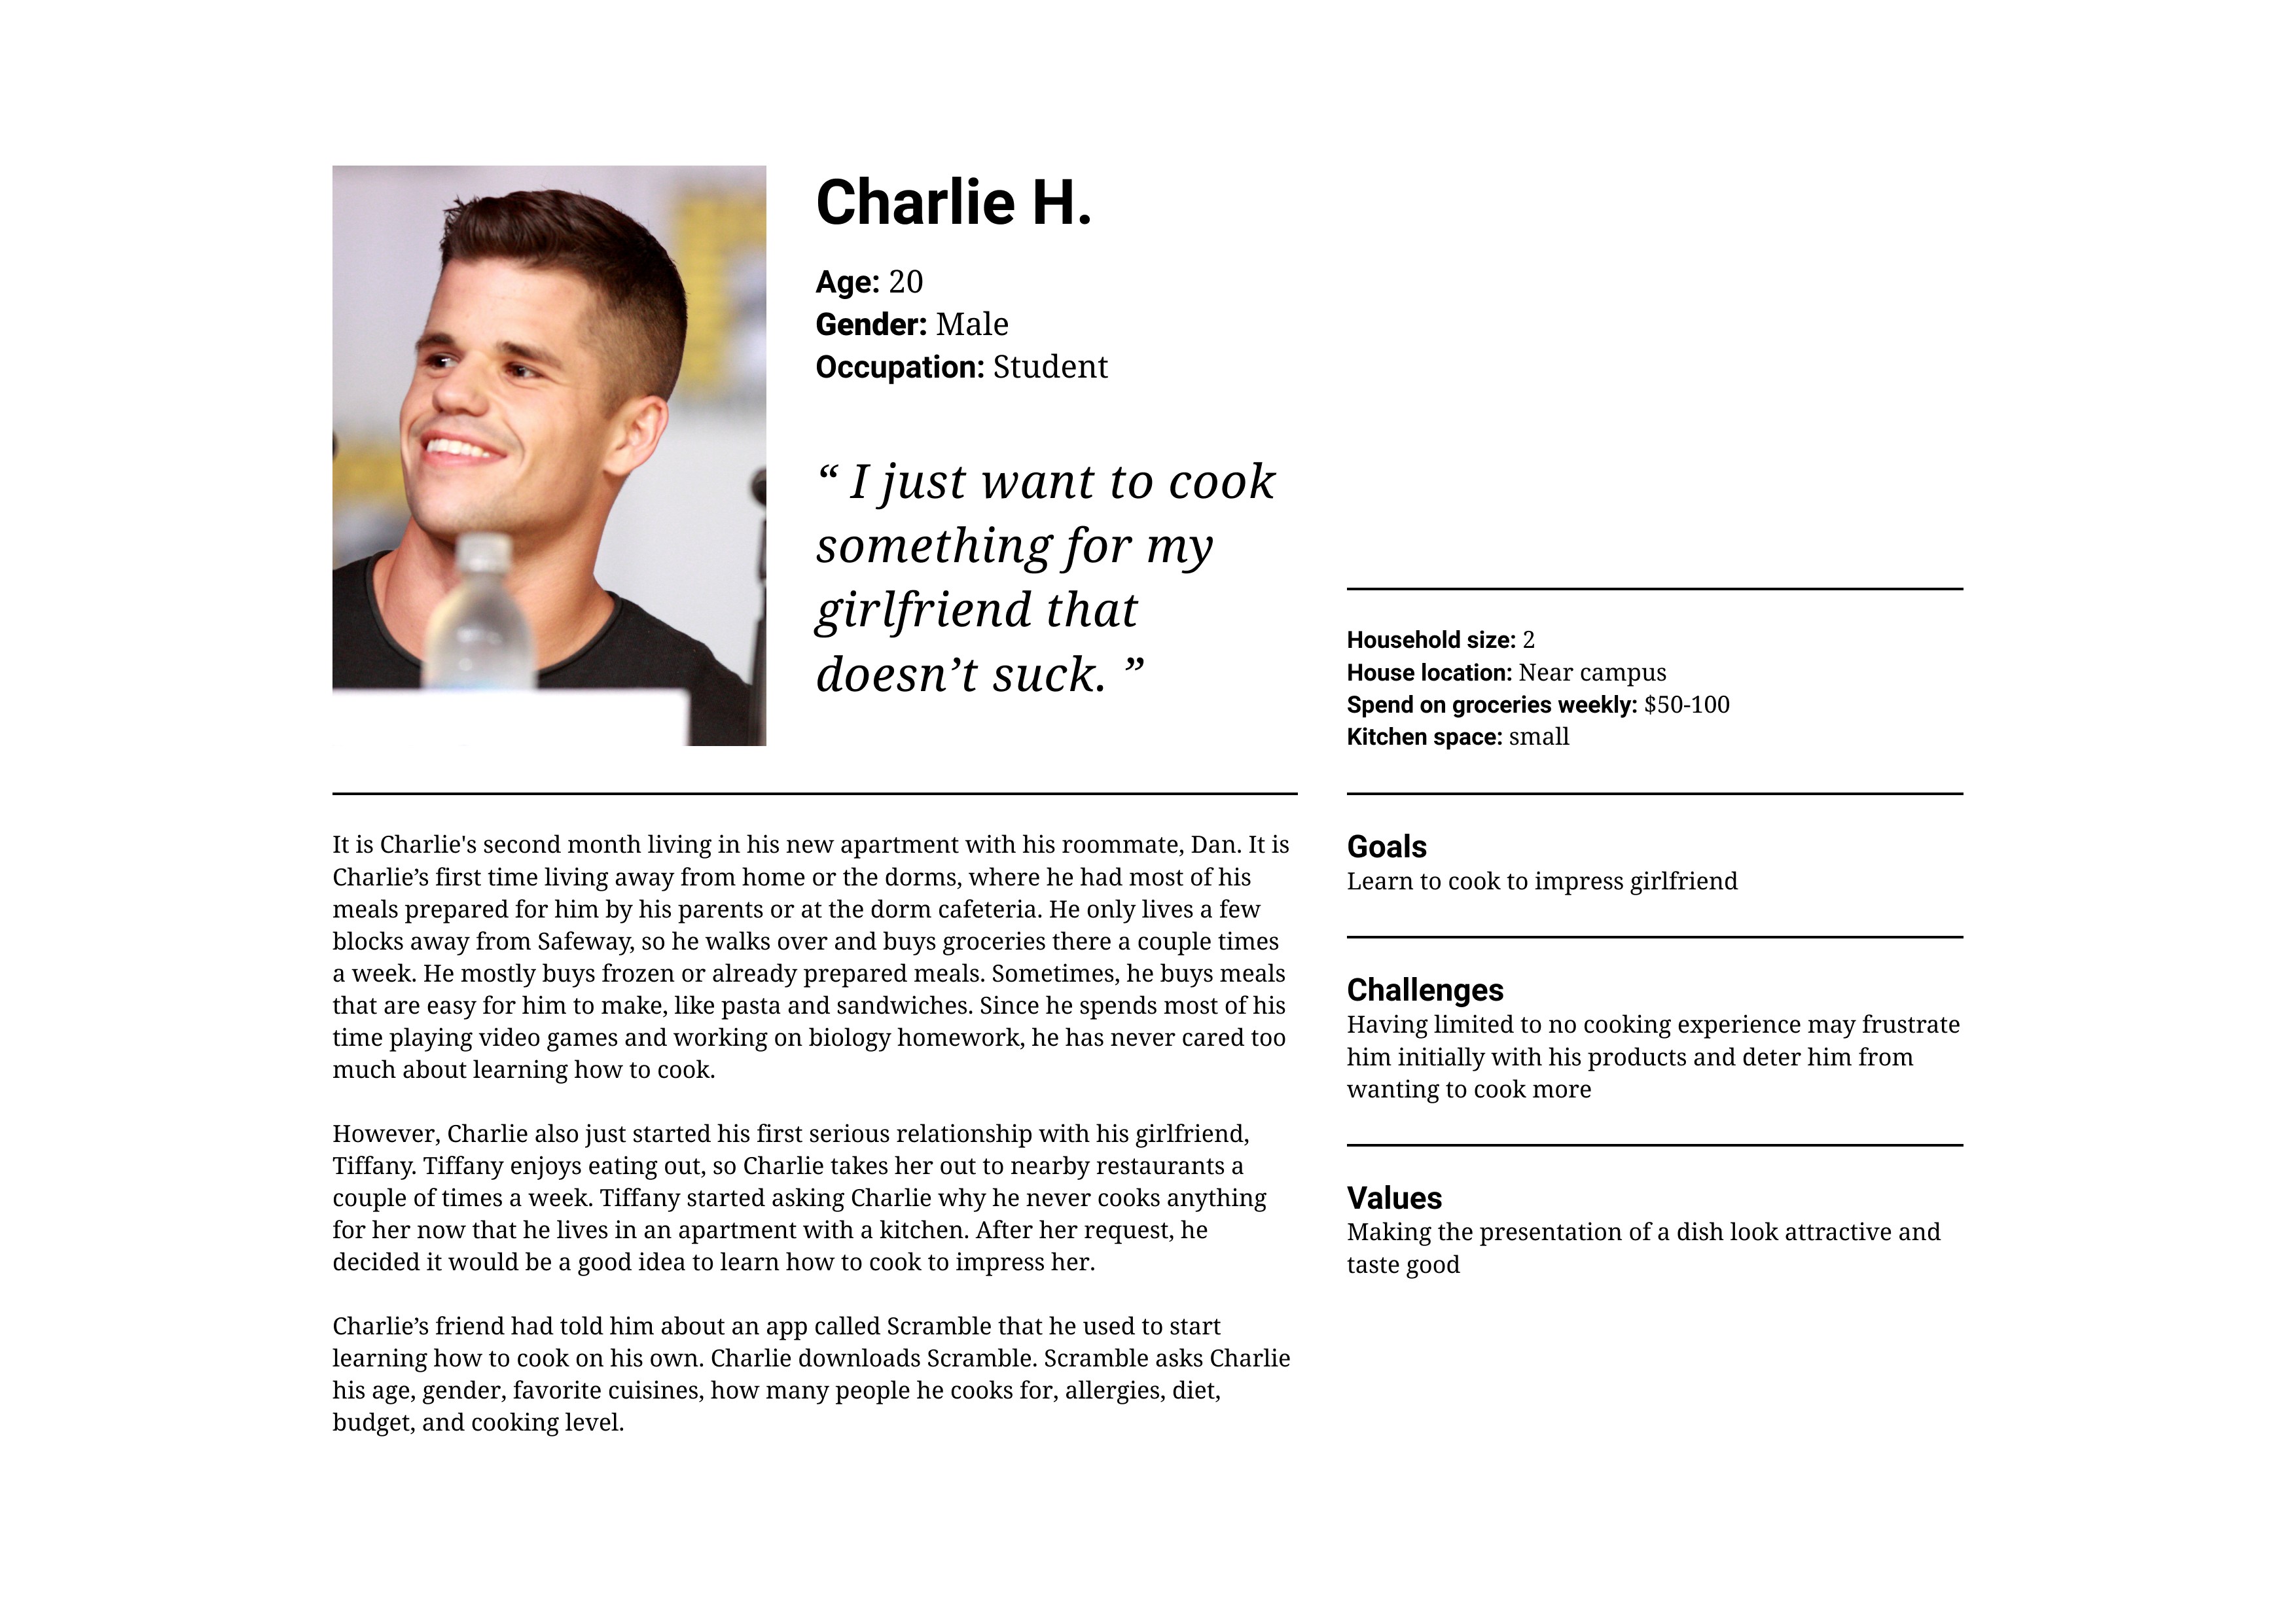 Charlie H.
Age: 20
Gender: Male
Occupation: Student
“ I just want to cook
something for my
girlfriend that
doesn’t suck. ”
Household size: 2
House location: Near campus
Spend on groceries weekly: $50-100
Kitchen space: small
It is Charlie's second month living in his new apartment with his roommate, Dan. It is
Charlie’s first time living away from home or the dorms, where he had most of his
meals prepared for him by his parents or at the dorm cafeteria. He only lives a few
blocks away from Safeway, so he walks over and buys groceries there a couple times
a week. He mostly buys frozen or already prepared meals. Sometimes, he buys meals
that are easy for him to make, like pasta and sandwiches. Since he spends most of his
time playing video games and working on biology homework, he has never cared too
much about learning how to cook.
However, Charlie also just started his first serious relationship with his girlfriend,
Tiffany. Tiffany enjoys eating out, so Charlie takes her out to nearby restaurants a
couple of times a week. Tiffany started asking Charlie why he never cooks anything
for her now that he lives in an apartment with a kitchen. After her request, he
decided it would be a good idea to learn how to cook to impress her.
Charlie’s friend had told him about an app called Scramble that he used to start
learning how to cook on his own. Charlie downloads Scramble. Scramble asks Charlie
his age, gender, favorite cuisines, how many people he cooks for, allergies, diet,
budget, and cooking level.
Goals
Learn to cook to impress girlfriend
Challenges
Having limited to no cooking experience may frustrate
him initially with his products and deter him from
wanting to cook more
Values
Making the presentation of a dish look attractive and
taste good